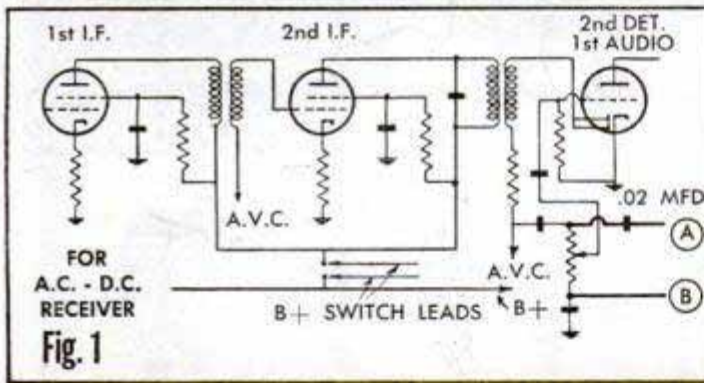 1st I.F.
2nd I.F.
2ND DET.
1st AUDIO
.02 MFD
A
A.V.C.
FOR
A.C. - D.C.
RECEIVER
A.V.C.
B
B+ SWITCH LEADS
B+
Fig. 1